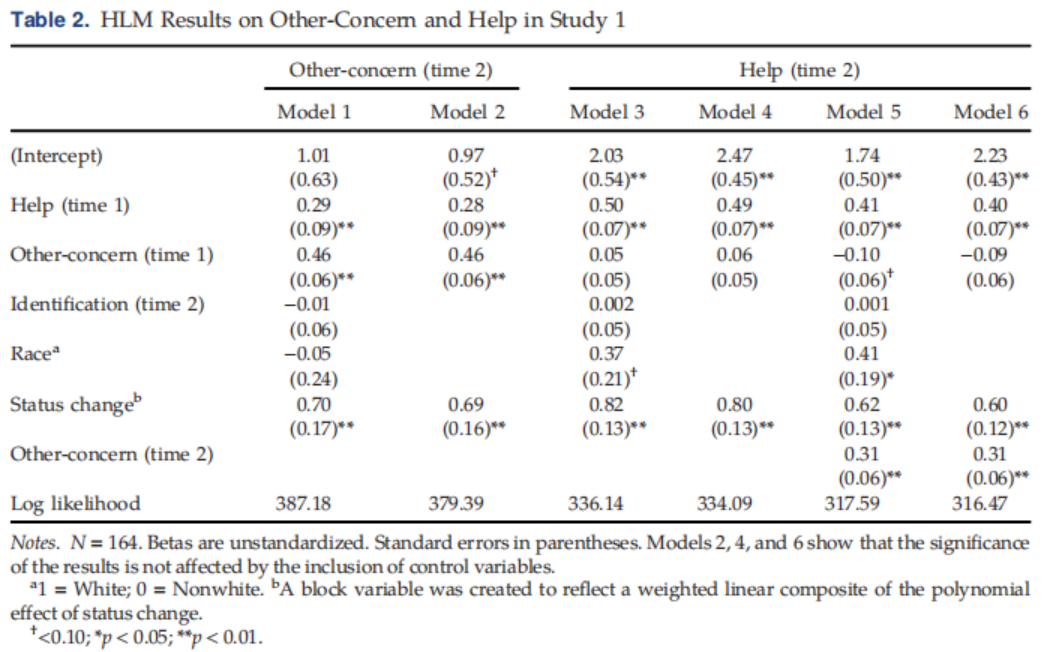 Table 2. HLM Results on Other-Concern and Help in Study 1
Other-concern (time 2) Help (time 2)
Model 1 Model 2 Model 3 Model 4 Model 5 Model 6
(Intercept) 1.01 0.97 2.03 2.47 1.74 2.23
(0.63) (0.52)† (0.54)** (0.45)** (0.50)** (0.43)**
Help (time 1) 0.29 0.28 0.50 0.49 0.41 0.40
(0.09)** (0.09)** (0.07)** (0.07)** (0.07)** (0.07)**
Other-concern (time 1) 0.46 0.46 0.05 0.06 −0.10 −0.09
(0.06)** (0.06)** (0.05) (0.05) (0.06)† (0.06)
Identification (time 2) −0.01 0.002 0.001
(0.06) (0.05) (0.05)
Raceᵃ −0.05 0.37 0.41
(0.24) (0.21)† (0.19)*
Status changeᵇ 0.70 0.69 0.82 0.80 0.62 0.60
(0.17)** (0.16)** (0.13)** (0.13)** (0.13)** (0.12)**
Other-concern (time 2) 0.31 0.31
(0.06)** (0.06)**
Log likelihood 387.18 379.39 336.14 334.09 317.59 316.47
Notes. N = 164. Betas are unstandardized. Standard errors in parentheses. Models 2, 4, and 6 show that the significance
of the results is not affected by the inclusion of control variables.
ᵃ1 = White; 0 = Nonwhite. ᵇA block variable was created to reflect a weighted linear composite of the polynomial
effect of status change.
†<0.10; *p < 0.05; **p < 0.01.